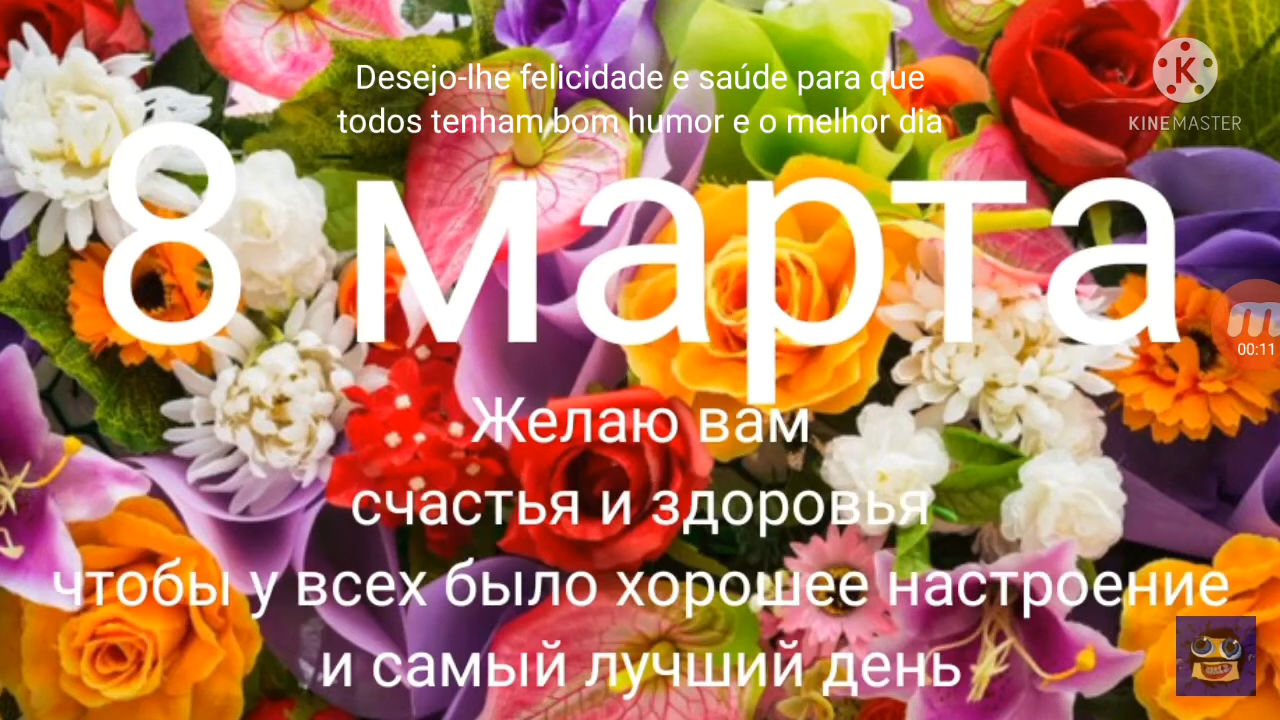 Desejo-lhe felicidade e saúde para que
todos tenham bom humor e o melhor dia
KINEMASTER
8 марта
00:11
Желаю вам
счастья и здоровья
чтобы у всех было хорошее настроение
и самый лучший день